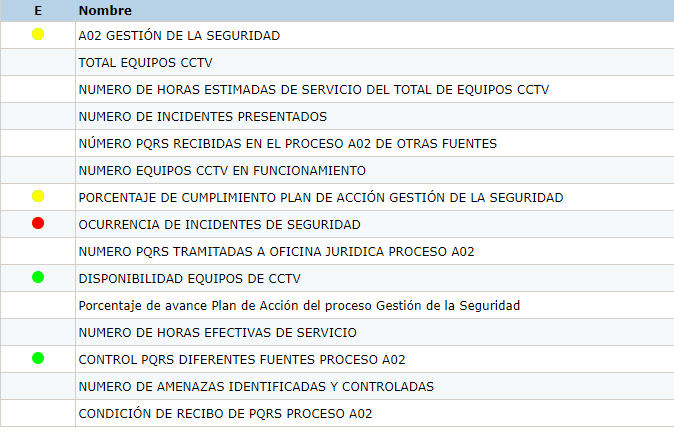 E Nombre
A02 GESTIÓN DE LA SEGURIDAD
TOTAL EQUIPOS CCTV
NUMERO DE HORAS ESTIMADAS DE SERVICIO DEL TOTAL DE EQUIPOS CCTV
NUMERO DE INCIDENTES PRESENTADOS
NÚMERO PQRS RECIBIDAS EN EL PROCESO A02 DE OTRAS FUENTES
NUMERO EQUIPOS CCTV EN FUNCIONAMIENTO
PORCENTAJE DE CUMPLIMIENTO PLAN DE ACCIÓN GESTIÓN DE LA SEGURIDAD
OCURRENCIA DE INCIDENTES DE SEGURIDAD
NUMERO PQRS TRAMITADAS A OFICINA JURIDICA PROCESO A02
DISPONIBILIDAD EQUIPOS DE CCTV
Porcentaje de avance Plan de Acción del proceso Gestión de la Seguridad
NUMERO DE HORAS EFECTIVAS DE SERVICIO
CONTROL PQRS DIFERENTES FUENTES PROCESO A02
NUMERO DE AMENAZAS IDENTIFICADAS Y CONTROLADAS
CONDICIÓN DE RECIBO DE PQRS PROCESO A02